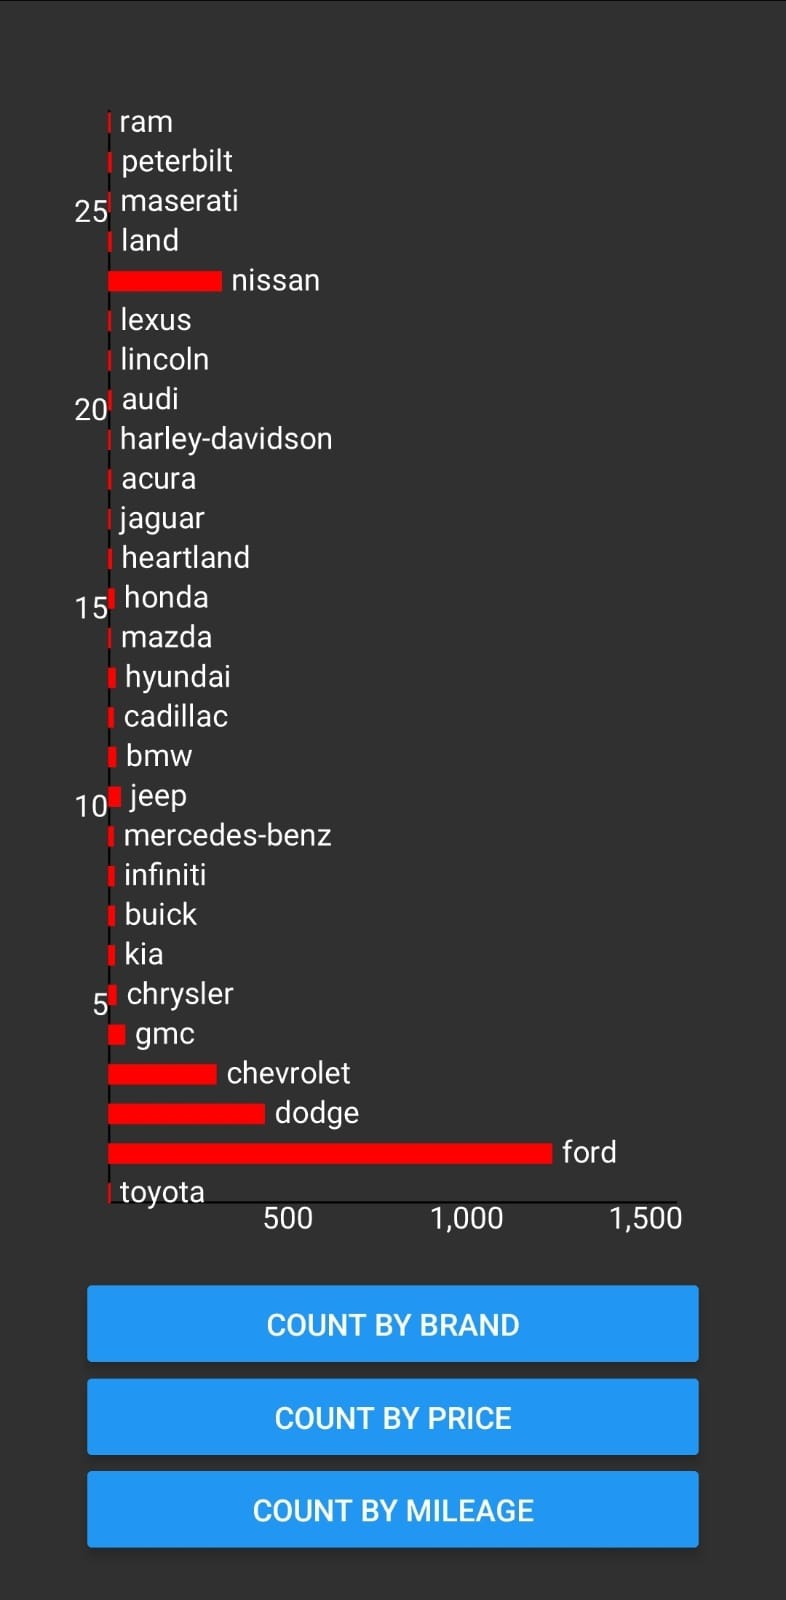 ram
peterbilt
maserati
25
land
nissan
lexus
lincoln
audi
20
harley-davidson
acura
jaguar
heartland
honda
15
mazda
hyundai
cadillac
bmw
jeep
10
mercedes-benz
infiniti
buick
kia
chrysler
5
gmc
chevrolet
dodge
ford
toyota
500 1,000 1,500
COUNT BY BRAND
COUNT BY PRICE
COUNT BY MILEAGE